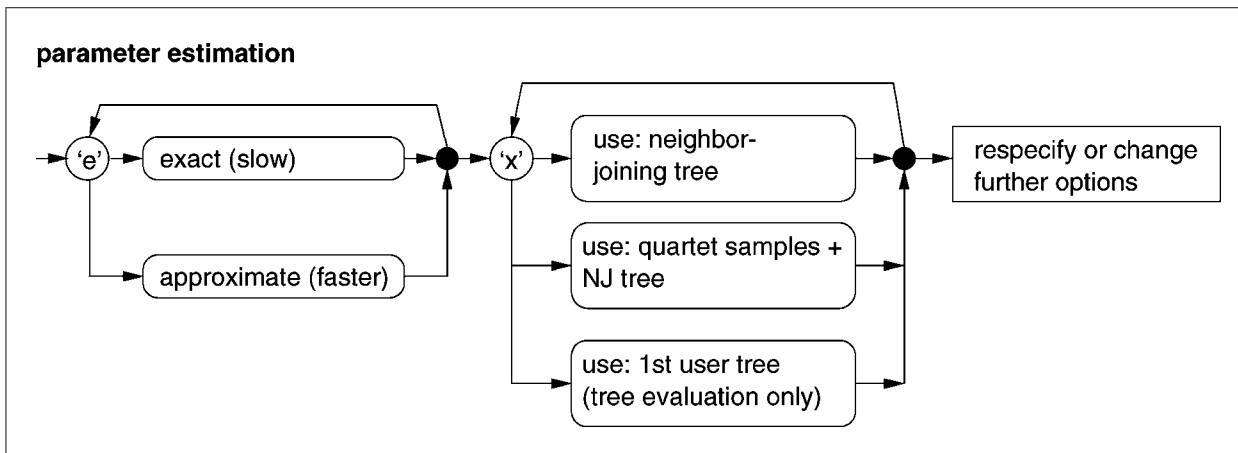 parameter estimation
‘e’
exact (slow)
approximate (faster)
‘x’
use: neighbor-
joining tree
use: quartet samples +
NJ tree
use: 1st user tree
(tree evaluation only)
respecify or change
further options